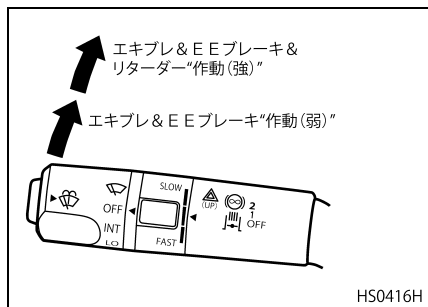 エキブレ&EEブレーキ&
リターダー“作動(強)”
エキブレ&EEブレーキ“作動(弱)”
SLOW
OFF
INT
LO
FAST
(UP)
2
1
OFF
HS0416H